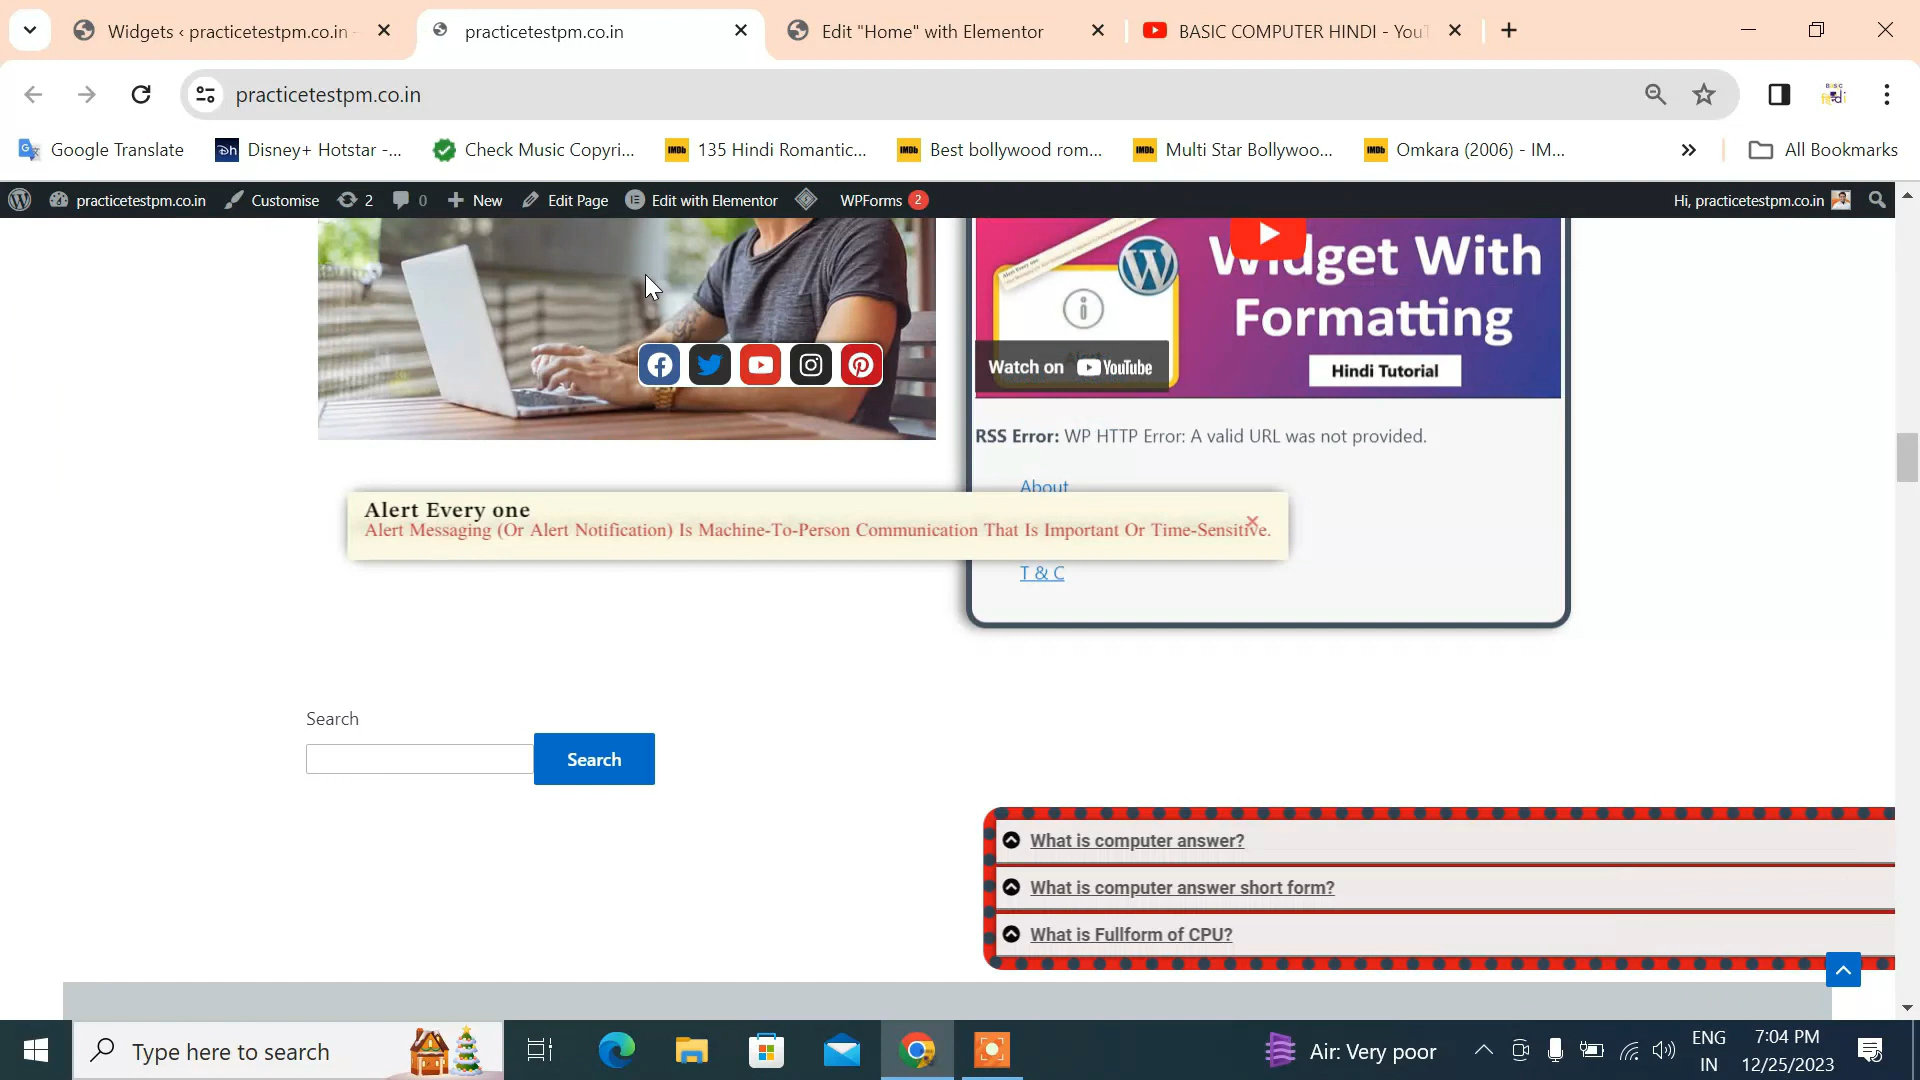 Widgets ‹ practicetestpm.co.in -
practicetestpm.co.in
Edit "Home" with Elementor
BASIC COMPUTER HINDI - YouT
practicetestpm.co.in
Google Translate
Disney+ Hotstar -...
Check Music Copyri...
135 Hindi Romantic...
Best bollywood rom...
Multi Star Bollywoo...
Omkara (2006) - IM...
All Bookmarks
practicetestpm.co.in
Customise
2
0
New
Edit Page
Edit with Elementor
WPForms 2
Hi, practicetestpm.co.in
Widget With
Formatting
Hindi Tutorial
Watch on YouTube
RSS Error: WP HTTP Error: A valid URL was not provided.
About
Alert Every one
Alert Messaging (Or Alert Notification) Is Machine-To-Person Communication That Is Important Or Time-Sensitive.
T & C
Search
Search
What is computer answer?
What is computer answer short form?
What is Fullform of CPU?
Type here to search
Air: Very poor
ENG
IN
7:04 PM
12/25/2023